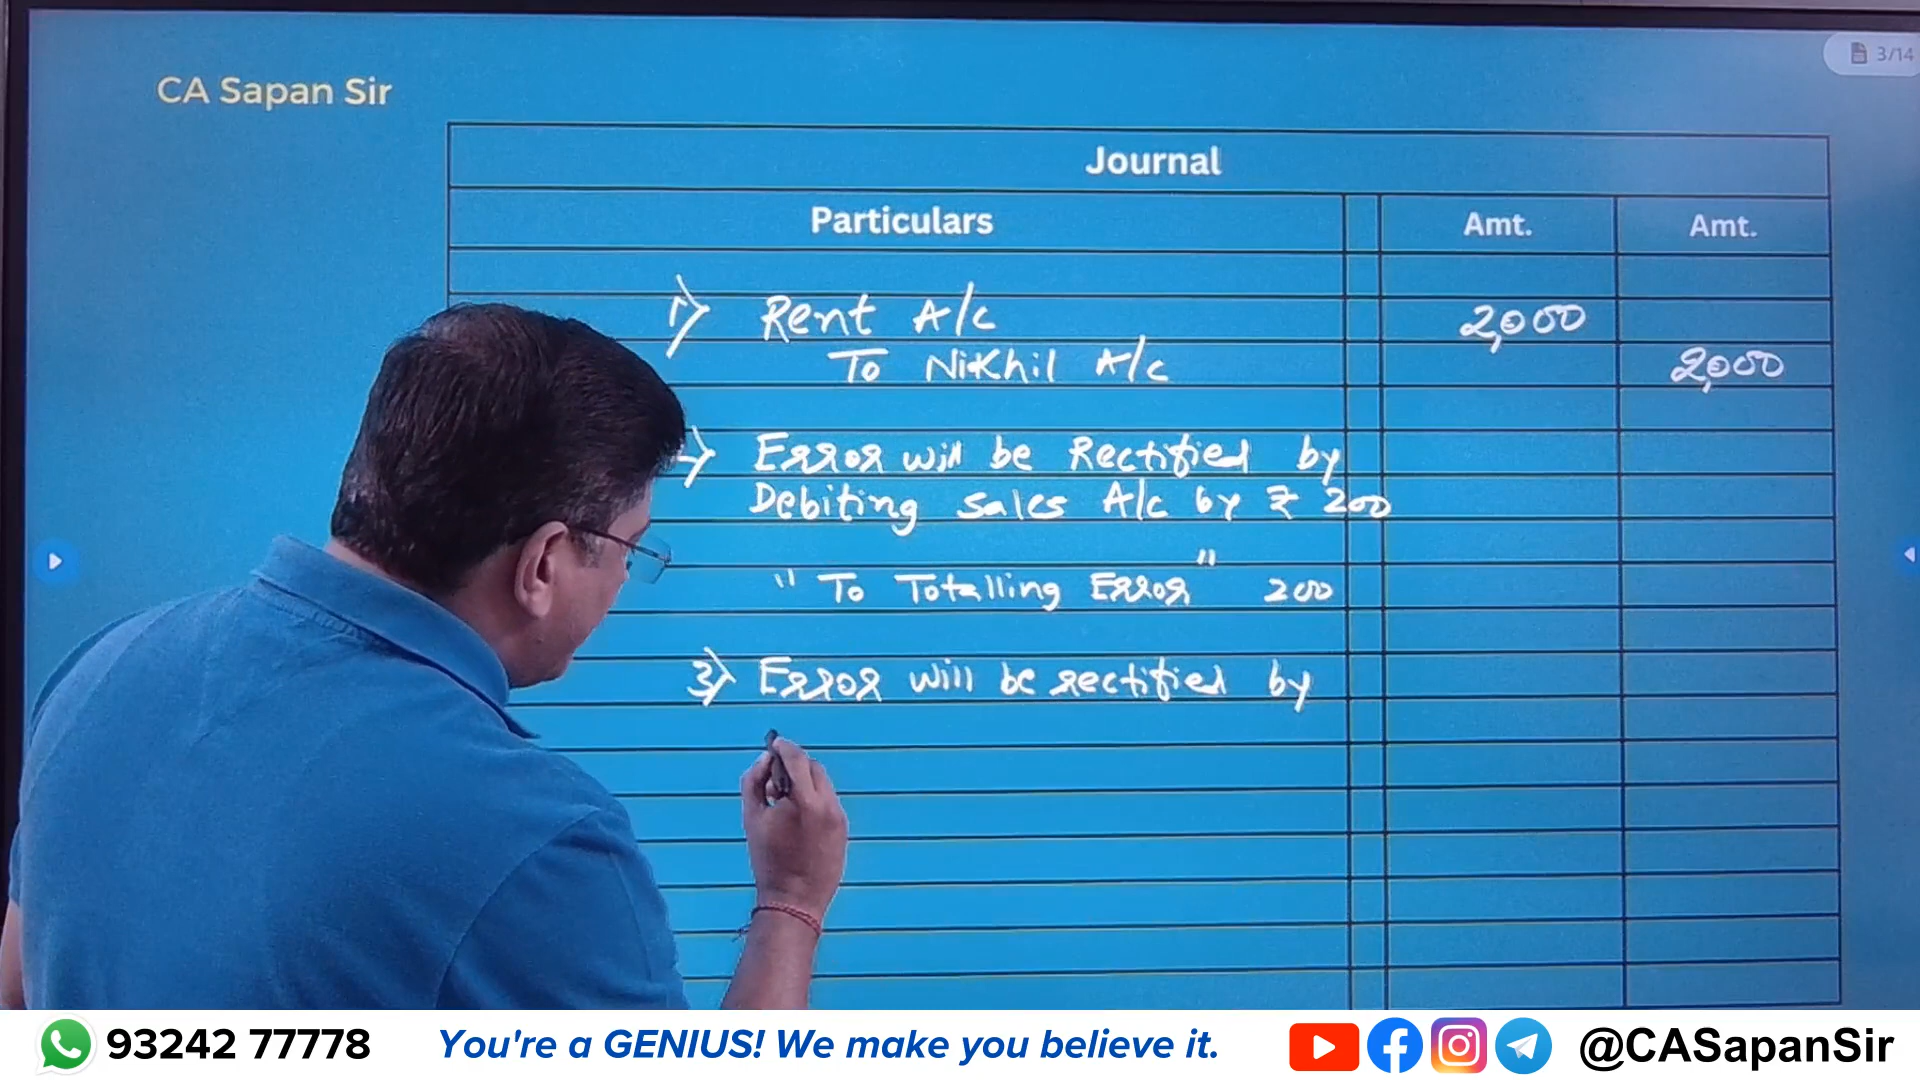 3/14
CA Sapan Sir
Journal
Particulars Amt. Amt.
1) Rent A/c 2,000
To Nikhil A/c 2,000
Error will be Rectified by
Debiting sales A/c by ₹ 200
" To Totalling Error " 200
3) Error will be rectified by
93242 77778 You're a GENIUS! We make you believe it. @CASapanSir